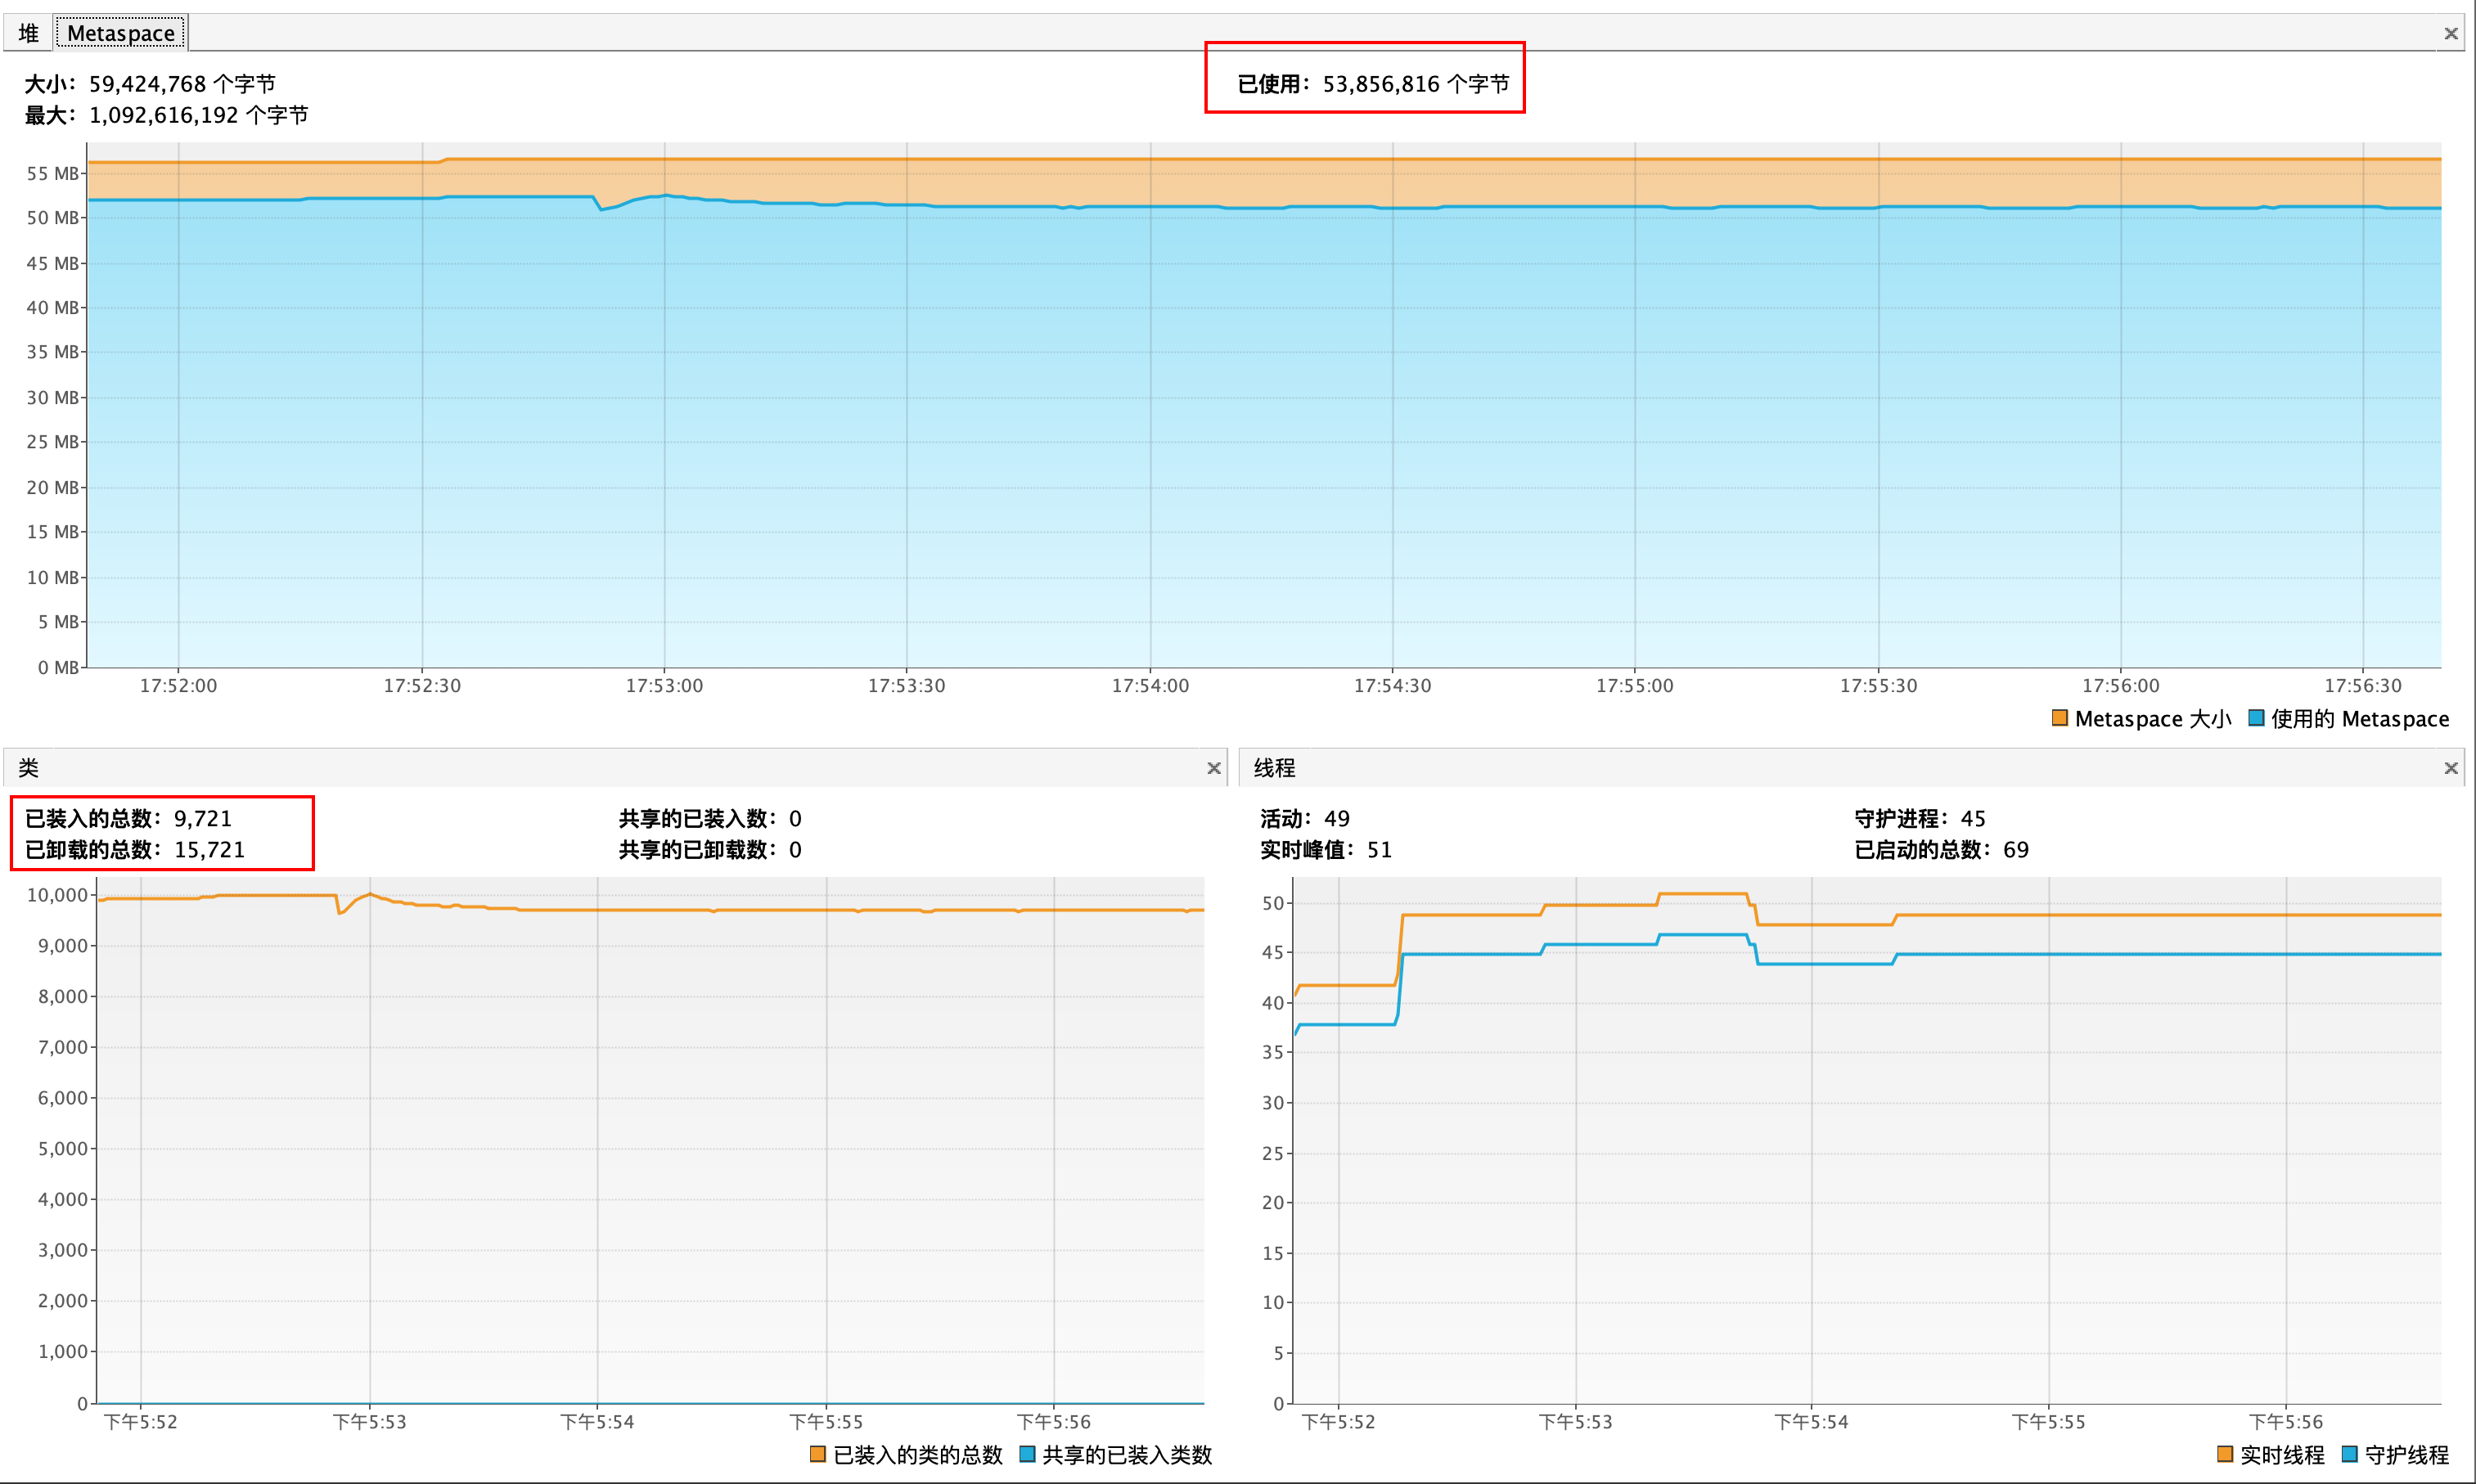 堆 Metaspace
大小: 59,424,768 个字节 已使用: 53,856,816 个字节
最大: 1,092,616,192 个字节
55 MB
50 MB
45 MB
40 MB
35 MB
30 MB
25 MB
20 MB
15 MB
10 MB
5 MB
0 MB
17:52:00 17:52:30 17:53:00 17:53:30 17:54:00 17:54:30 17:55:00 17:55:30 17:56:00 17:56:30
Metaspace 大小 使用的 Metaspace
类
已装入的总数: 9,721 共享的已装入数: 0
已卸载的总数: 15,721 共享的已卸载数: 0
10,000
9,000
8,000
7,000
6,000
5,000
4,000
3,000
2,000
1,000
0
下午5:52 下午5:53 下午5:54 下午5:55 下午5:56
已装入的类的总数 共享的已装入类数
线程
活动: 49 守护进程: 45
实时峰值: 51 已启动的总数: 69
50
45
40
35
30
25
20
15
10
5
0
下午5:52 下午5:53 下午5:54 下午5:55 下午5:56
实时线程 守护线程